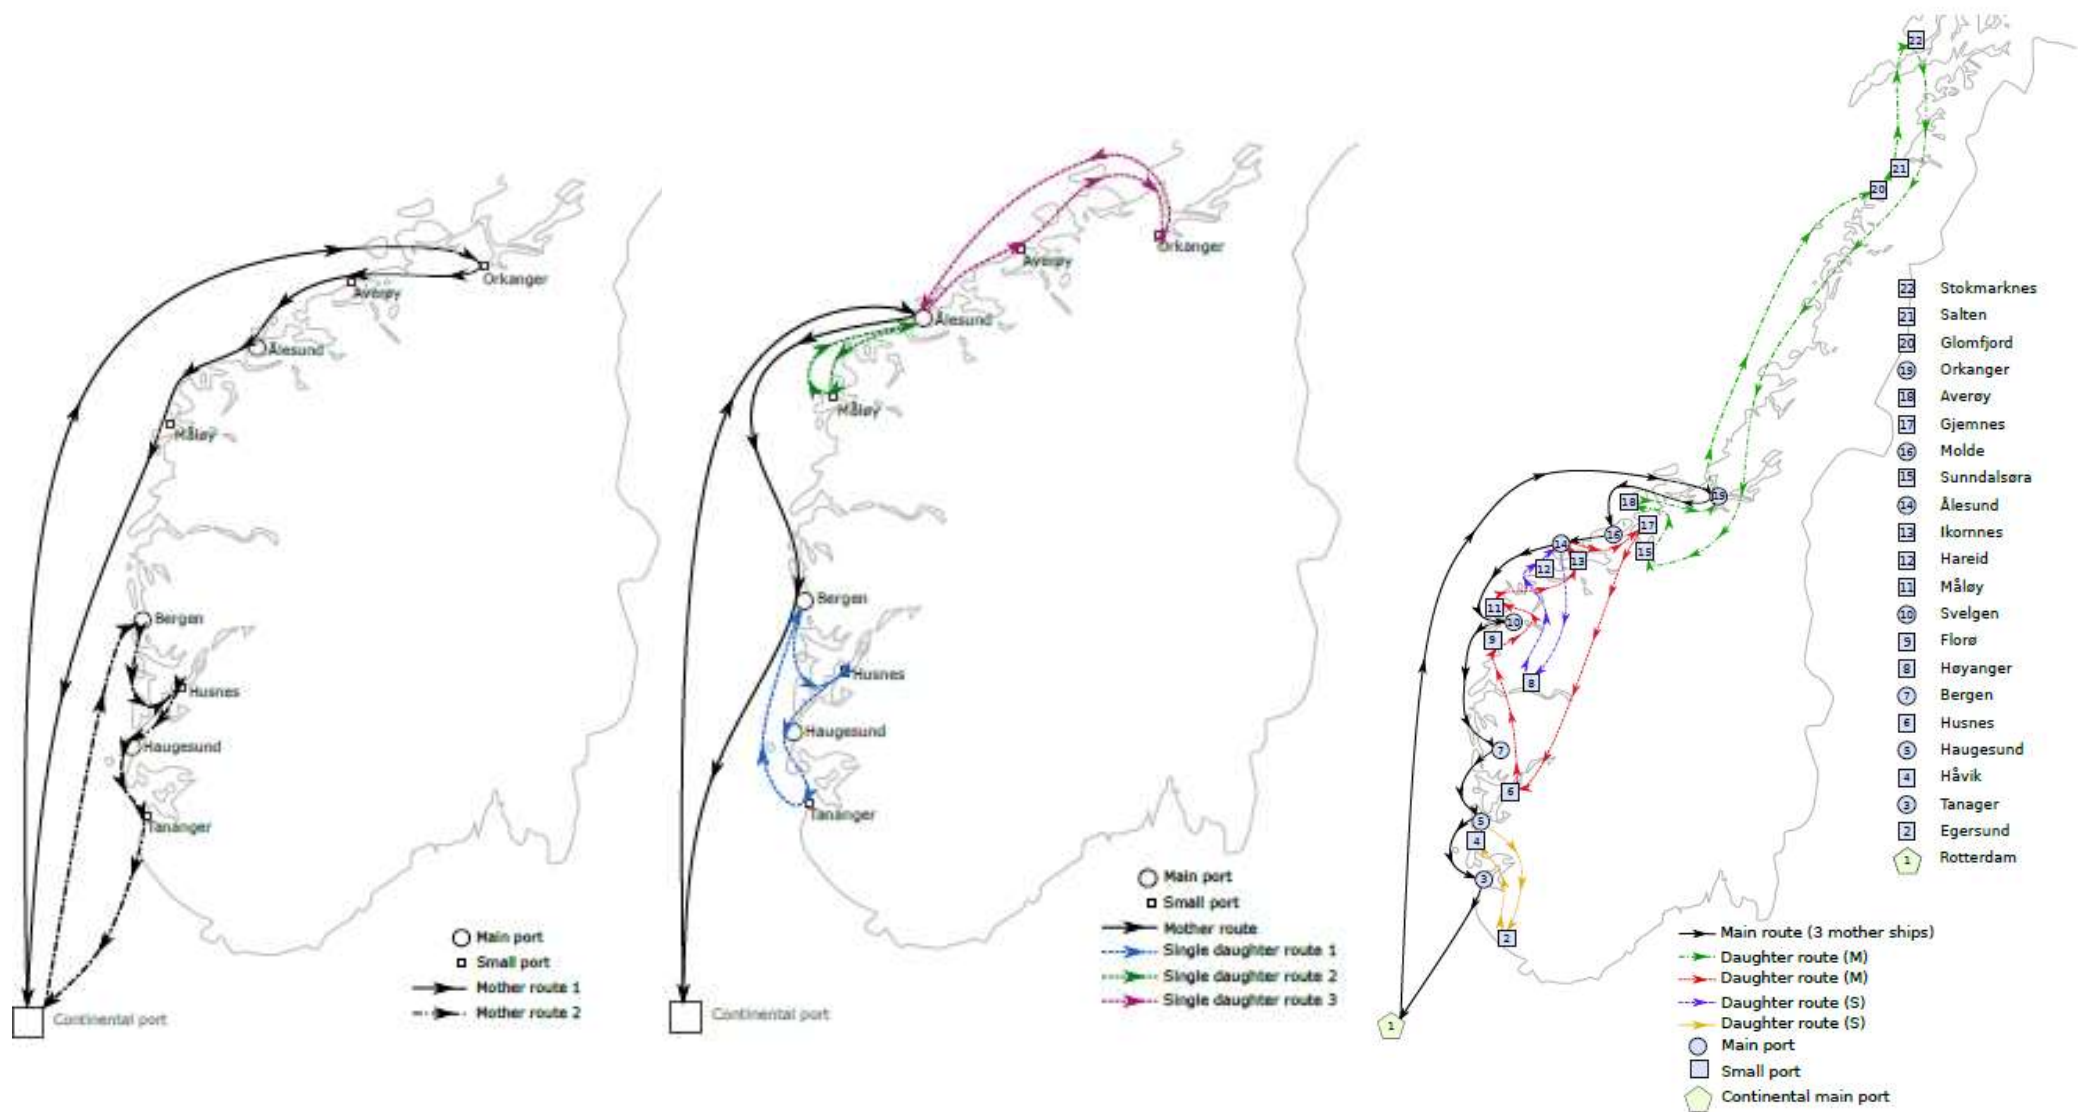 Orkanger
Averøy
Ålesund
Måløy
Bergen
Husnes
Haugesund
Tananger
Main port
Small port
Mother route 1
Mother route 2
Continental port
Orkanger
Averøy
Ålesund
Måløy
Bergen
Husnes
Haugesund
Tananger
Main port
Small port
Mother route
Single daughter route 1
Single daughter route 2
Single daughter route 3
Continental port
22
21
20
19
18
17
16
15
14
13
12
11
10
9
8
7
6
5
4
3
2
1
22 Stokmarknes
21 Salten
20 Glomfjord
19 Orkanger
18 Averøy
17 Gjemnes
16 Molde
15 Sunndalsøra
14 Ålesund
13 Ikornnes
12 Hareid
11 Måløy
10 Svelgen
9 Florø
8 Høyanger
7 Bergen
6 Husnes
5 Haugesund
4 Håvik
3 Tanager
2 Egersund
1 Rotterdam
Main route (3 mother ships)
Daughter route (M)
Daughter route (M)
Daughter route (S)
Daughter route (S)
Main port
Small port
Continental main port